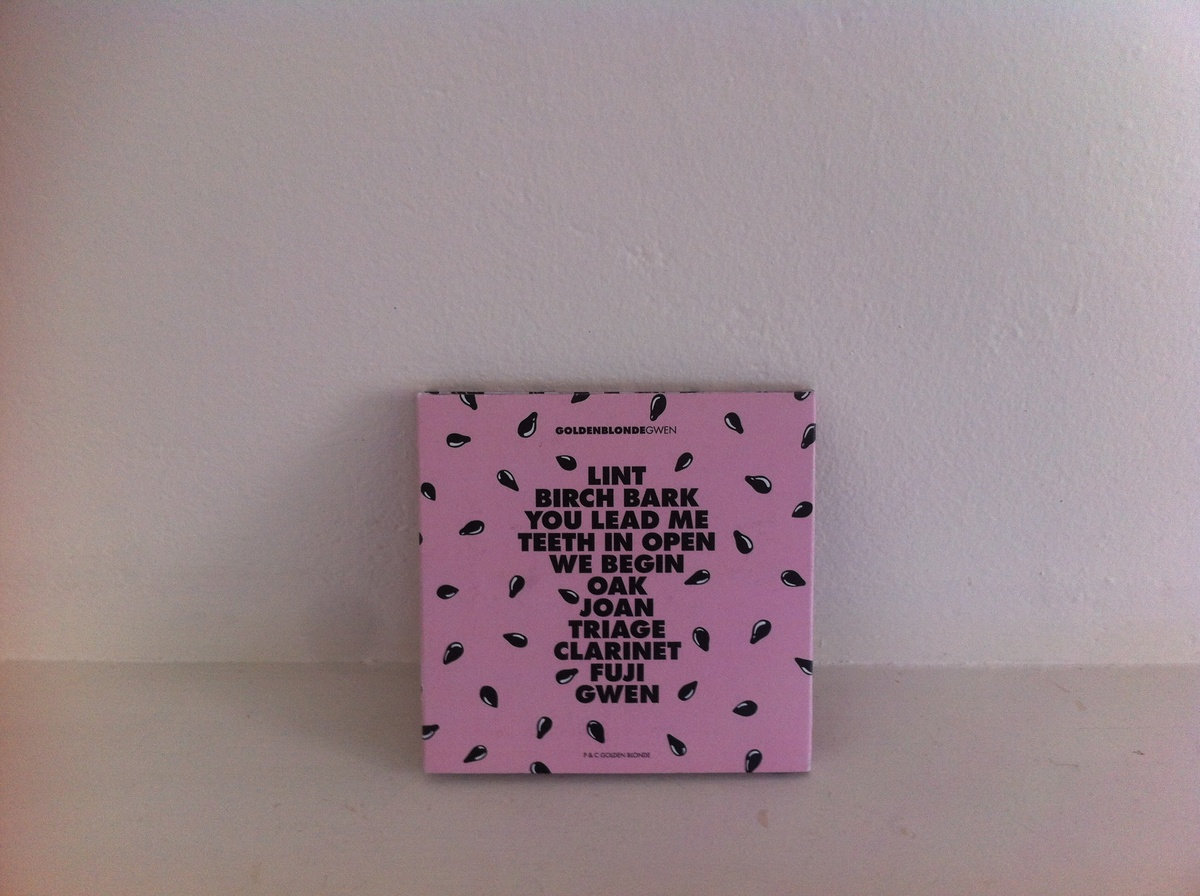 GOLDENBLONDEGWEN
LINT
BIRCH BARK
YOU LEAD ME
TEETH IN OPEN
WE BEGIN
OAK
JOAN
TRIAGE
CLARINET
FUJI
GWEN
P & C GOLDEN BLONDE